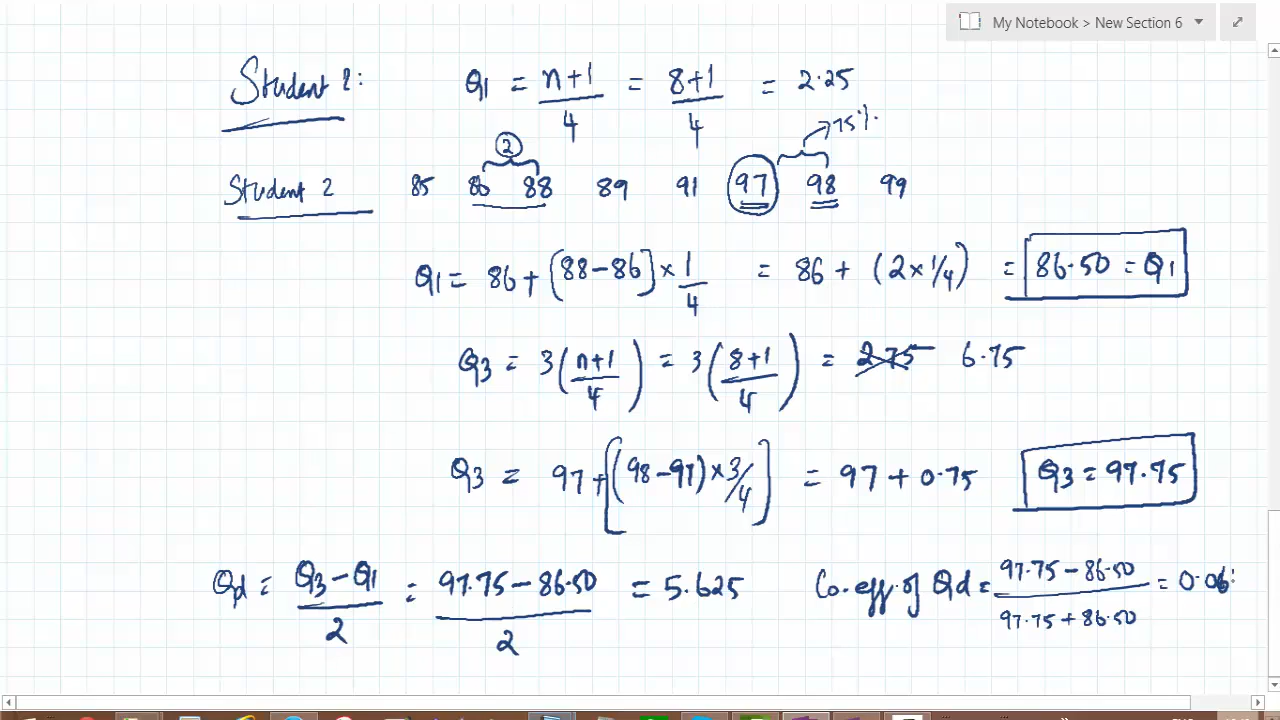 My Notebook > New Section 6
Student 2: Q1 = n+1/4 = 8+1/4 = 2.25
2 75%
Student 2 85 86 88 89 91 97 98 99
Q1 = 86 + [88-86] × 1/4 = 86 + (2 × 1/4) = 86.50 = Q1
Q3 = 3(n+1/4) = 3(8+1/4) = 2.75 6.75
Q3 = 97 + [(98-97) × 3/4] = 97 + 0.75 Q3 = 97.75
Qd = Q3 - Q1/2 = 97.75 - 86.50/2 = 5.625 Co-eff. of Qd = 97.75 - 86.50/97.75 + 86.50 = 0.06